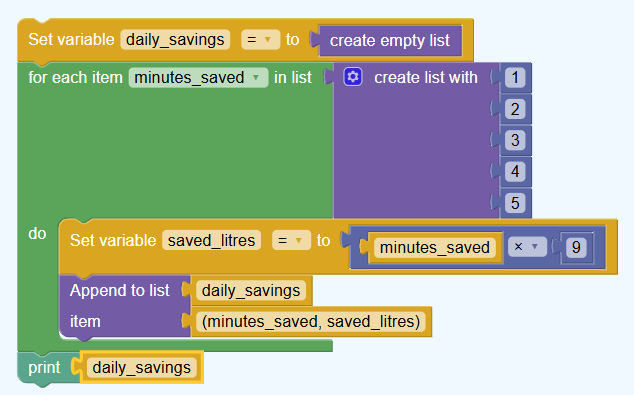 Set variable daily_savings = to create empty list
for each item minutes_saved in list create list with 1
2
3
4
5
do Set variable saved_litres = to minutes_saved × 9
Append to list daily_savings
item (minutes_saved, saved_litres)
print daily_savings